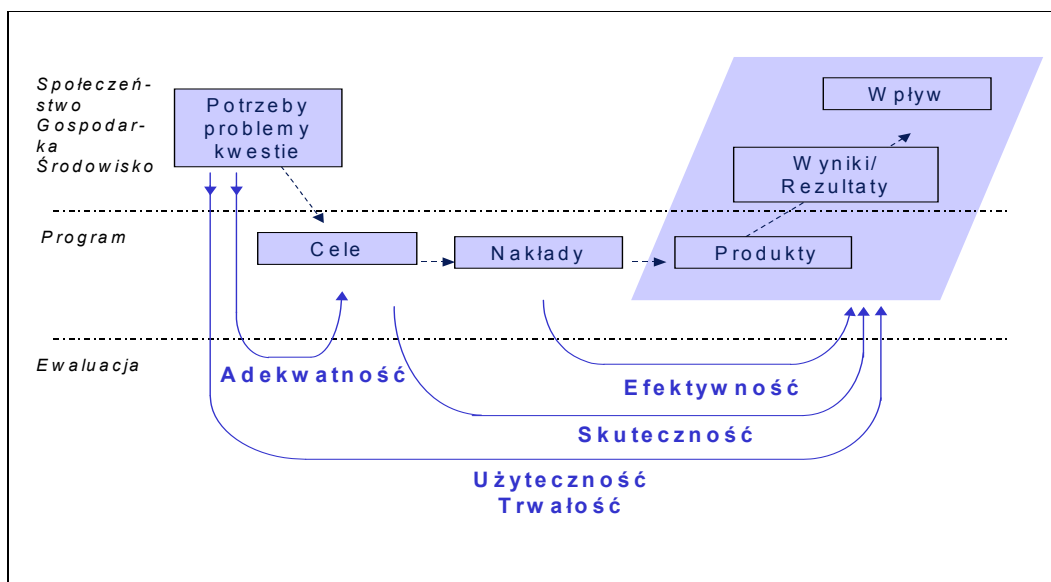 Społeczeń-
stwo
Gospodar-
ka
Środowisko
Potrzeby
problemy
kwestie
Wpływ
Wyniki/
Rezultaty
Program
Cele
Nakłady
Produkty
Ewaluacja
Adekwatność
Efektywność
Skuteczność
Użyteczność
Trwałość